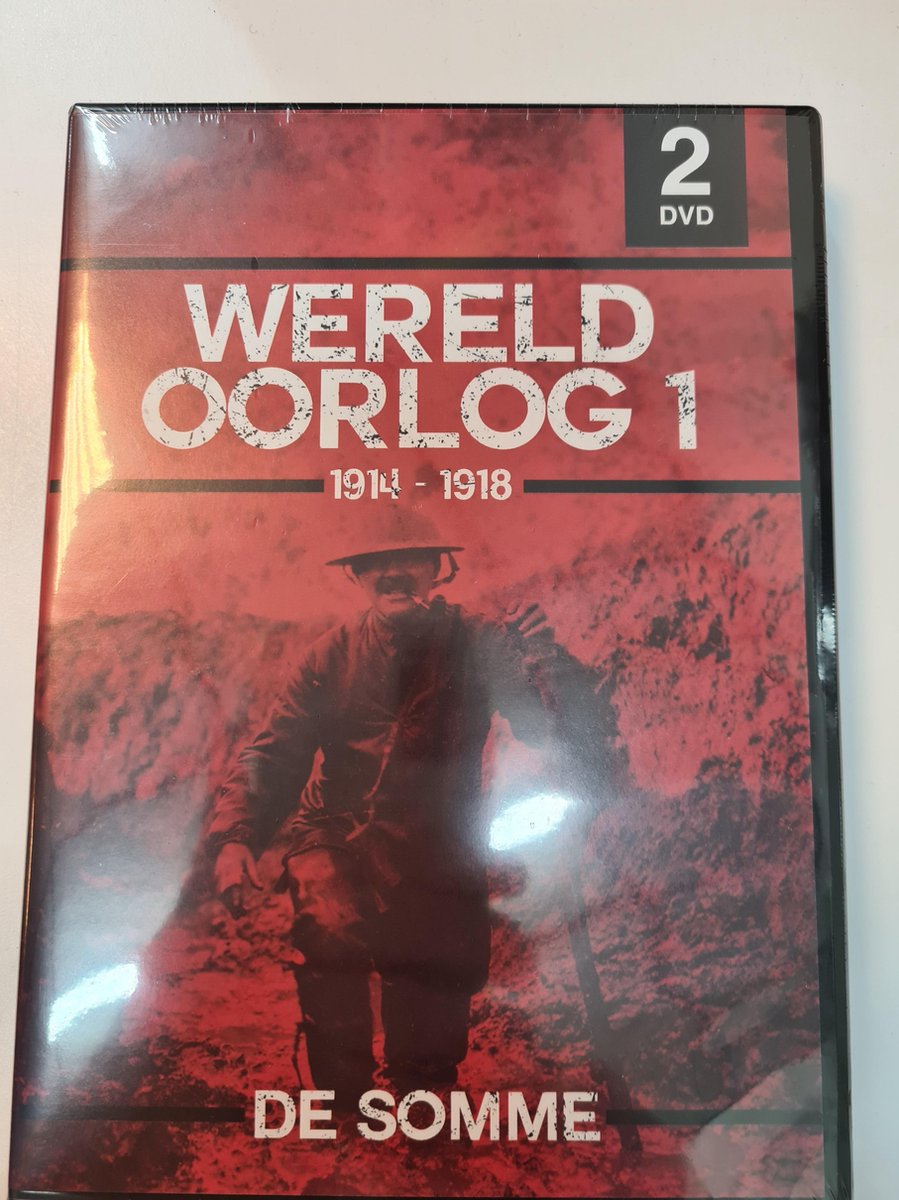 2
DVD
WERELD
OORLOG 1
1914 - 1918
DE SOMME